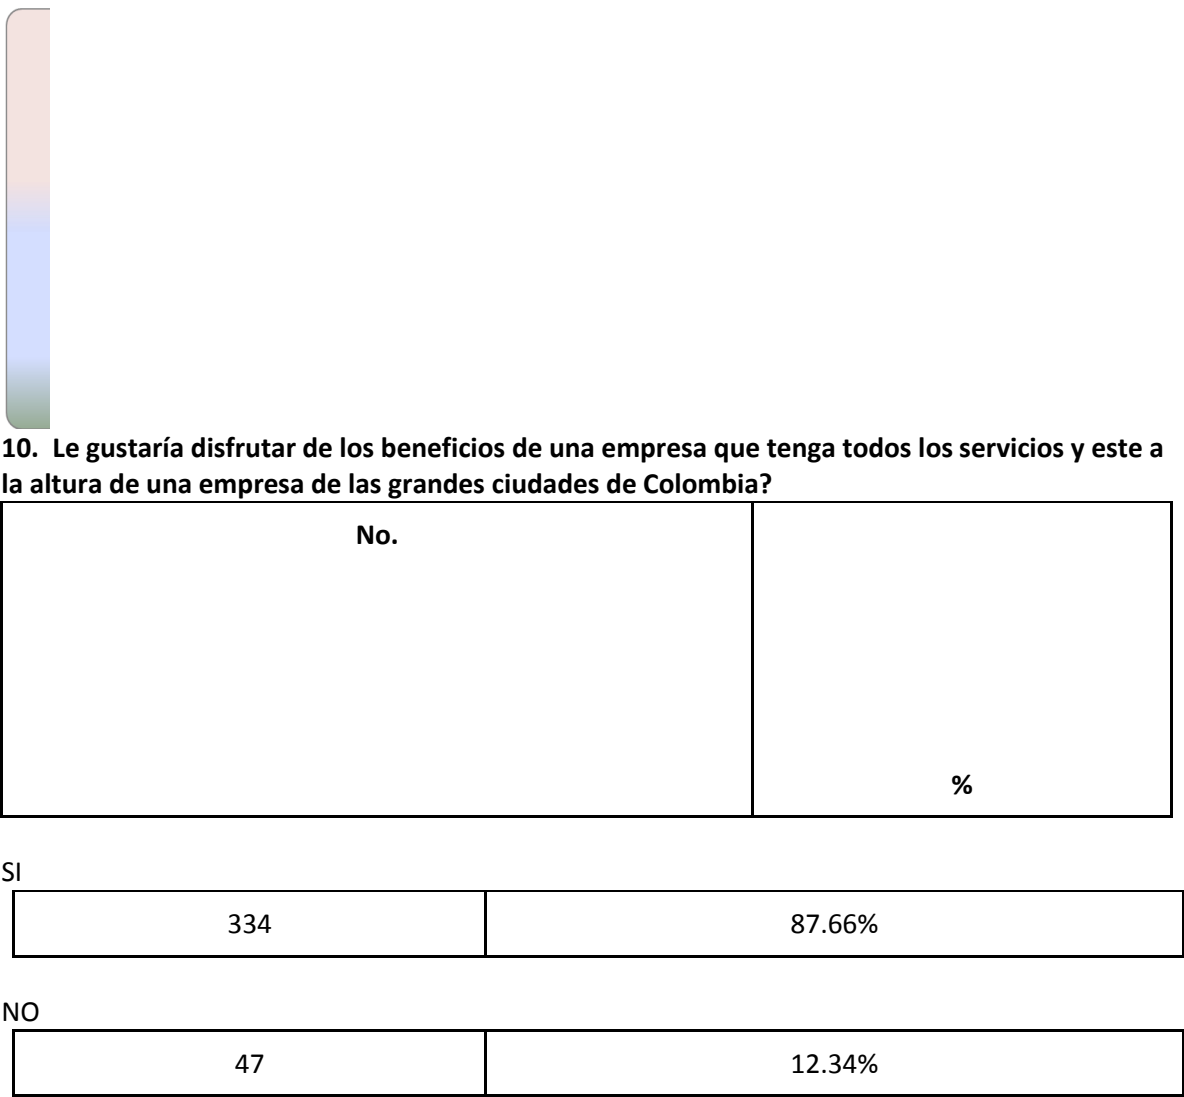 10. Le gustaría disfrutar de los beneficios de una empresa que tenga todos los servicios y este a
la altura de una empresa de las grandes ciudades de Colombia?
No.
%
SI
334 87.66%
NO
47 12.34%